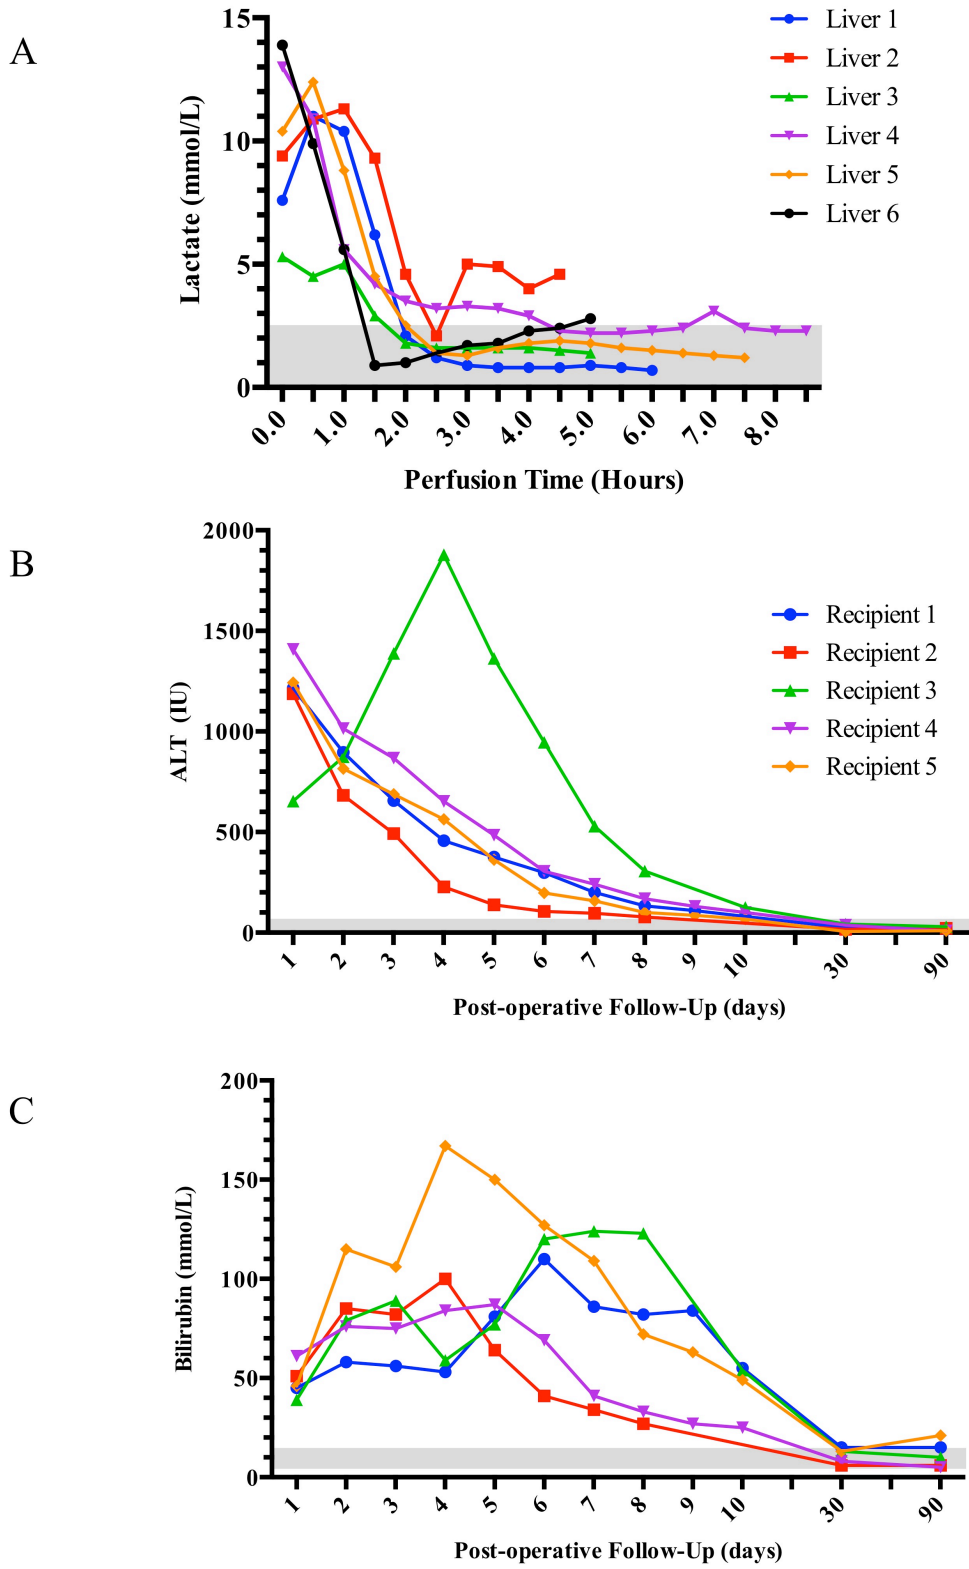 A
15
10
5
0
Lactate (mmol/L)
0.0 1.0 2.0 3.0 4.0 5.0 6.0 7.0 8.0
Perfusion Time (Hours)
Liver 1
Liver 2
Liver 3
Liver 4
Liver 5
Liver 6
B
2000
1500
1000
500
0
ALT (IU)
1 2 3 4 5 6 7 8 9 10 30 90
Post-operative Follow-Up (days)
Recipient 1
Recipient 2
Recipient 3
Recipient 4
Recipient 5
C
200
150
100
50
0
Bilirubin (mmol/L)
1 2 3 4 5 6 7 8 9 10 30 90
Post-operative Follow-Up (days)